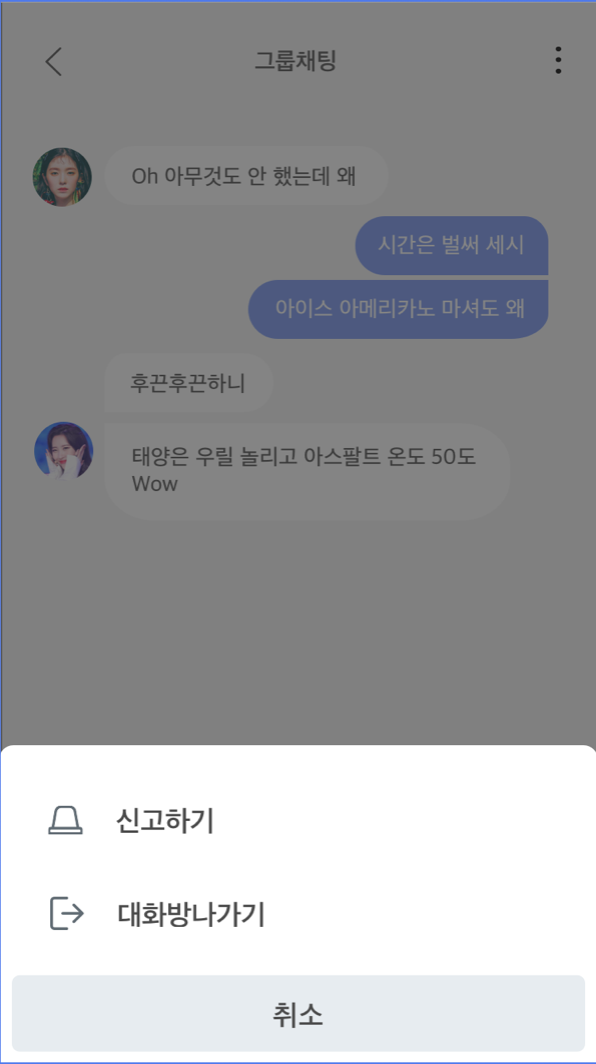 그룹채팅
Oh 아무것도 안 했는데 왜
시간은 벌써 세시
아이스 아메리카노 마셔도 왜
후끈후끈하니
태양은 우릴 놀리고 아스팔트 온도 50도
Wow
신고하기
대화방나가기
취소